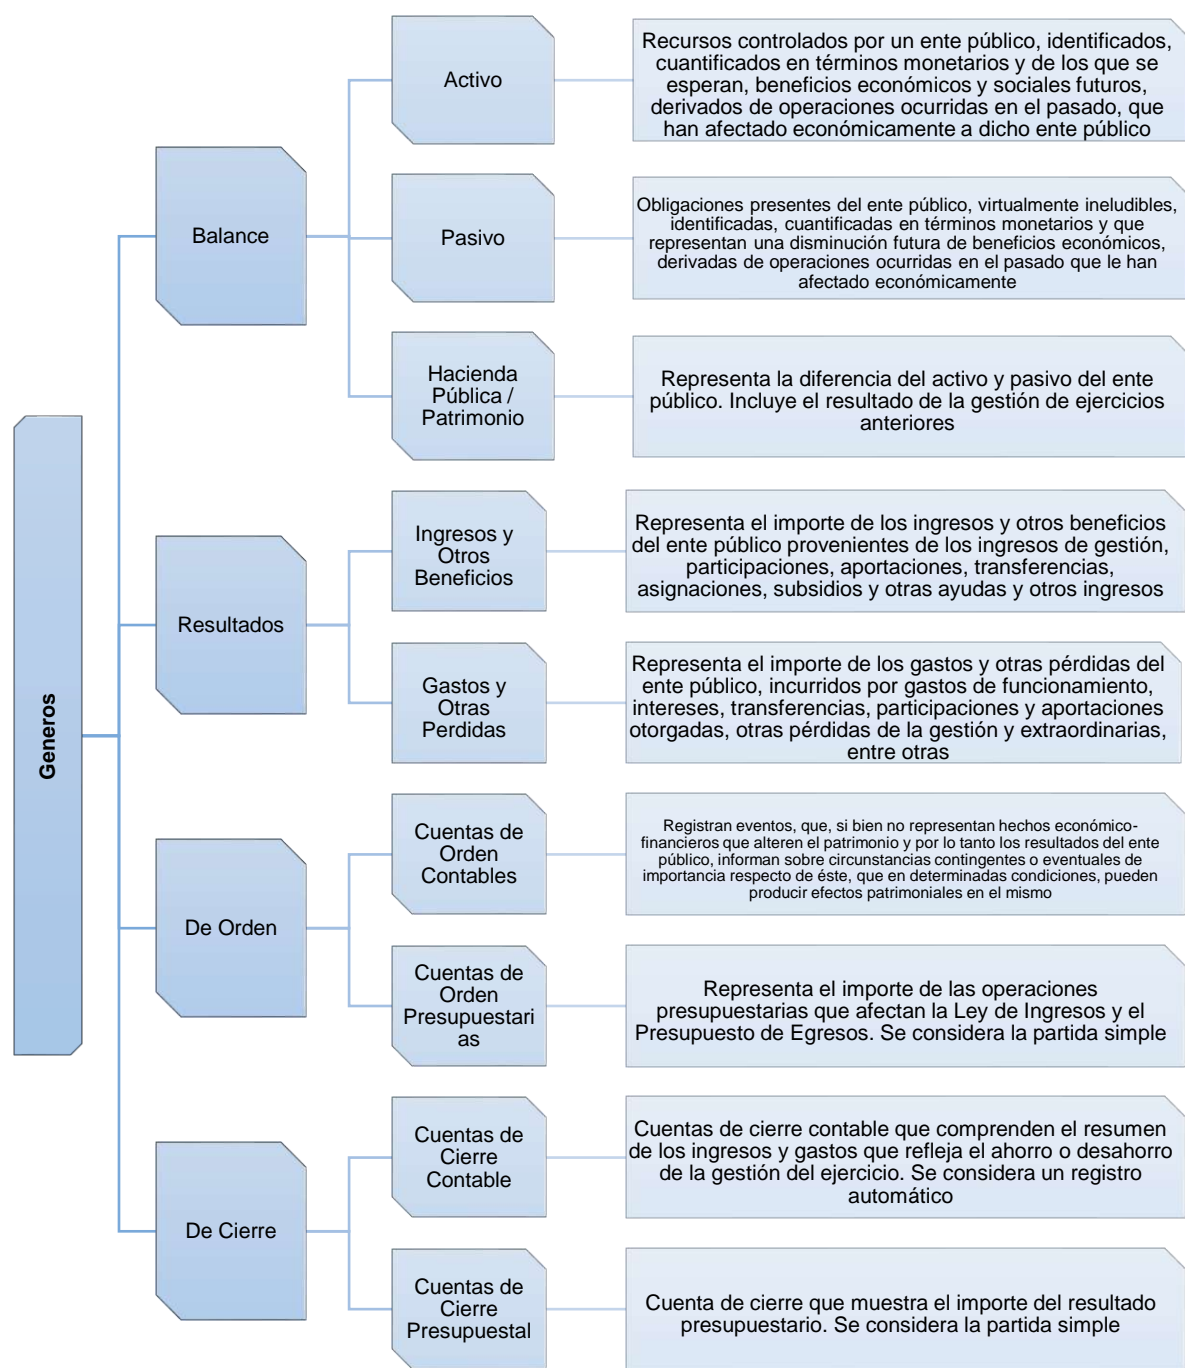 Generos
Balance
Activo
Recursos controlados por un ente público, identificados,
cuantificados en términos monetarios y de los que se
esperan, beneficios económicos y sociales futuros,
derivados de operaciones ocurridas en el pasado, que
han afectado económicamente a dicho ente público
Pasivo
Obligaciones presentes del ente público, virtualmente ineludibles,
identificadas, cuantificadas en términos monetarios y que
representan una disminución futura de beneficios económicos,
derivadas de operaciones ocurridas en el pasado que le han
afectado económicamente
Hacienda
Pública /
Patrimonio
Representa la diferencia del activo y pasivo del ente
público. Incluye el resultado de la gestión de ejercicios
anteriores
Resultados
Ingresos y
Otros
Beneficios
Representa el importe de los ingresos y otros beneficios
del ente público provenientes de los ingresos de gestión,
participaciones, aportaciones, transferencias,
asignaciones, subsidios y otras ayudas y otros ingresos
Gastos y
Otras
Perdidas
Representa el importe de los gastos y otras pérdidas del
ente público, incurridos por gastos de funcionamiento,
intereses, transferencias, participaciones y aportaciones
otorgadas, otras pérdidas de la gestión y extraordinarias,
entre otras
De Orden
Cuentas de
Orden
Contables
Registran eventos, que, si bien no representan hechos económico-
financieros que alteren el patrimonio y por lo tanto los resultados del ente
público, informan sobre circunstancias contingentes o eventuales de
importancia respecto de éste, que en determinadas condiciones, pueden
producir efectos patrimoniales en el mismo
Cuentas de
Orden
Presupuestari
as
Representa el importe de las operaciones
presupuestarias que afectan la Ley de Ingresos y el
Presupuesto de Egresos. Se considera la partida simple
De Cierre
Cuentas de
Cierre
Contable
Cuentas de cierre contable que comprenden el resumen
de los ingresos y gastos que refleja el ahorro o desahorro
de la gestión del ejercicio. Se considera un registro
automático
Cuentas de
Cierre
Presupuestal
Cuenta de cierre que muestra el importe del resultado
presupuestario. Se considera la partida simple